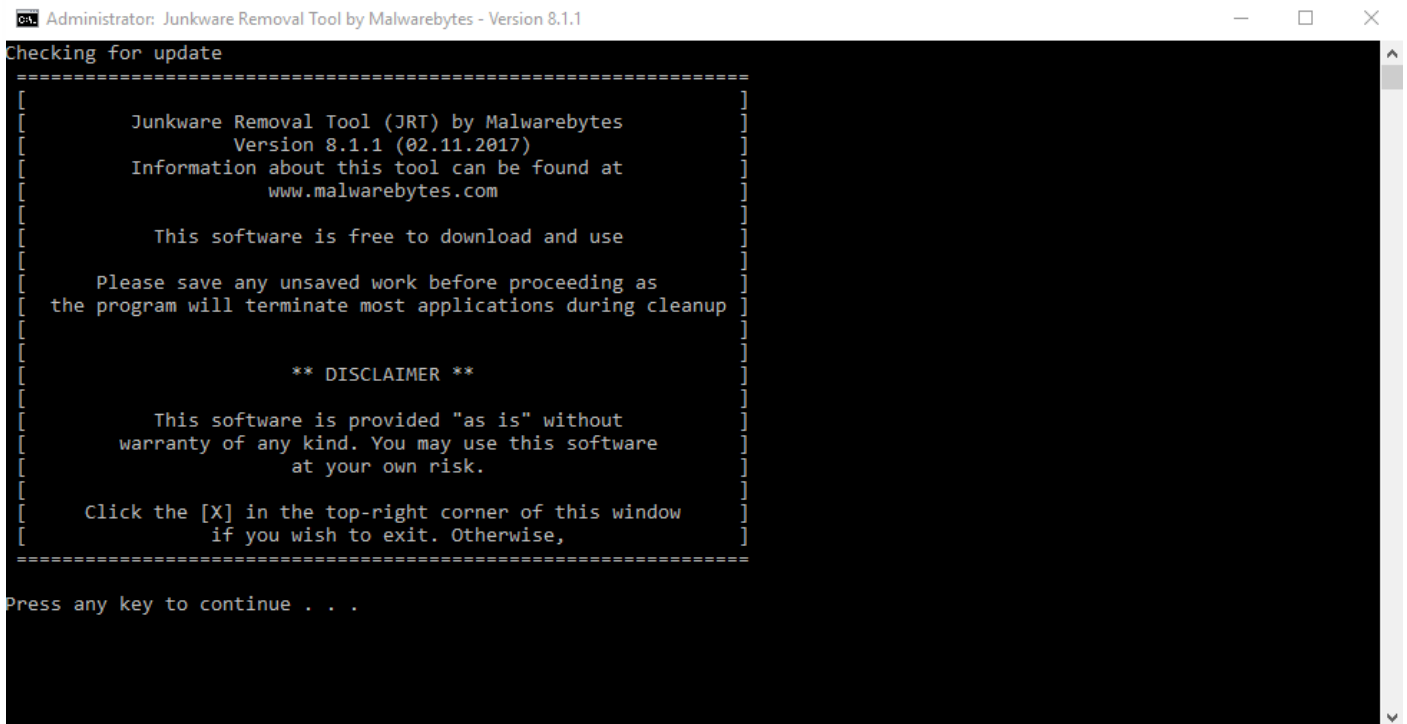 Administrator: Junkware Removal Tool by Malwarebytes - Version 8.1.1
Checking for update
================================================================
[ ]
[ Junkware Removal Tool (JRT) by Malwarebytes ]
[ Version 8.1.1 (02.11.2017) ]
[ Information about this tool can be found at ]
[ www.malwarebytes.com ]
[ ]
[ This software is free to download and use ]
[ ]
[ Please save any unsaved work before proceeding as ]
[ the program will terminate most applications during cleanup ]
[ ]
[ ]
[ ** DISCLAIMER ** ]
[ ]
[ This software is provided "as is" without ]
[ warranty of any kind. You may use this software ]
[ at your own risk. ]
[ ]
[ Click the [X] in the top-right corner of this window ]
[ if you wish to exit. Otherwise, ]
================================================================
Press any key to continue . . .